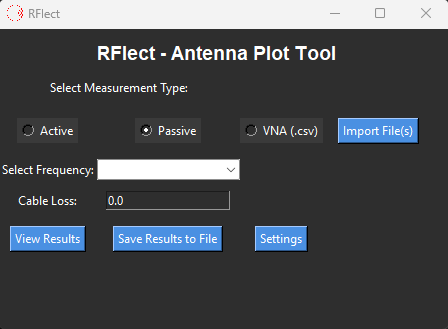 RFlect
RFlect - Antenna Plot Tool
Select Measurement Type:
Active
Passive
VNA (.csv)
Import File(s)
Select Frequency:
Cable Loss:
0.0
View Results
Save Results to File
Settings